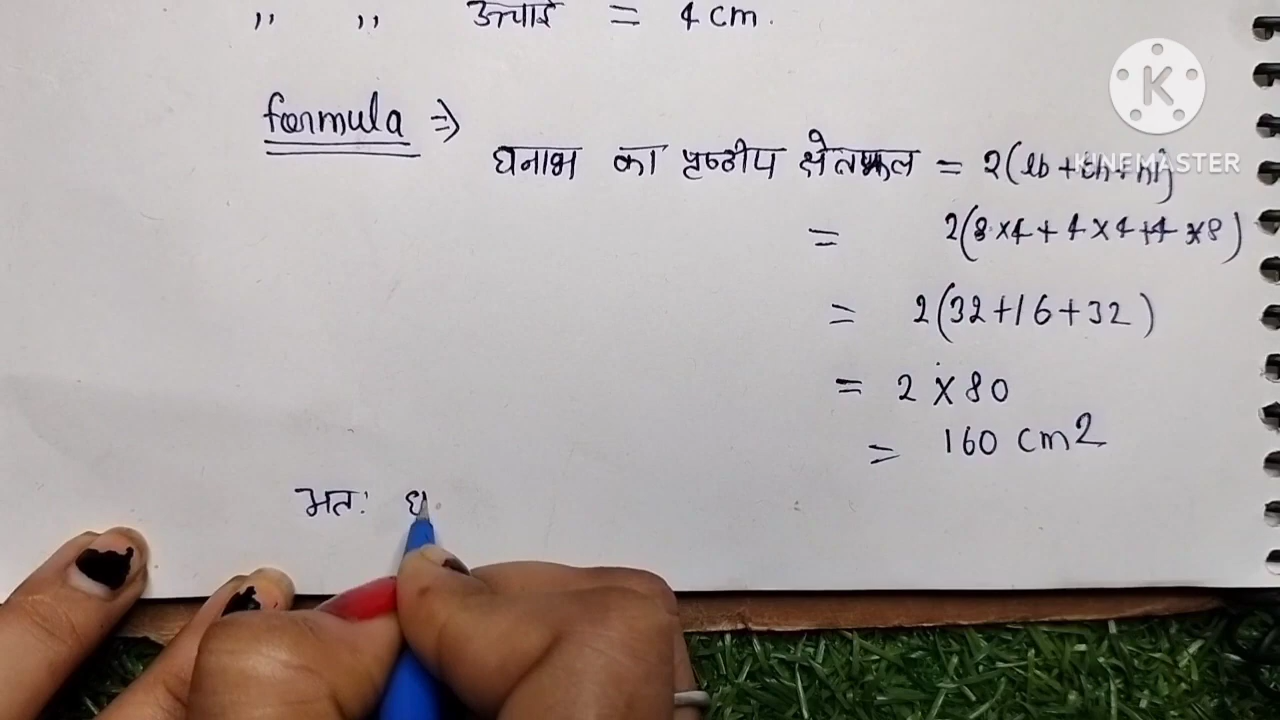 ,, ,, ऊचाई = 4 cm.
formula ⇒
घनाभ का पृष्ठीय क्षेत्रफल = 2(lb + bh + hl)
= 2(8 × 4 + 4 × 4 + 4 × 8)
= 2(32 + 16 + 32)
= 2 × 80
= 160 cm2
अतः घ
K
KINEMASTER